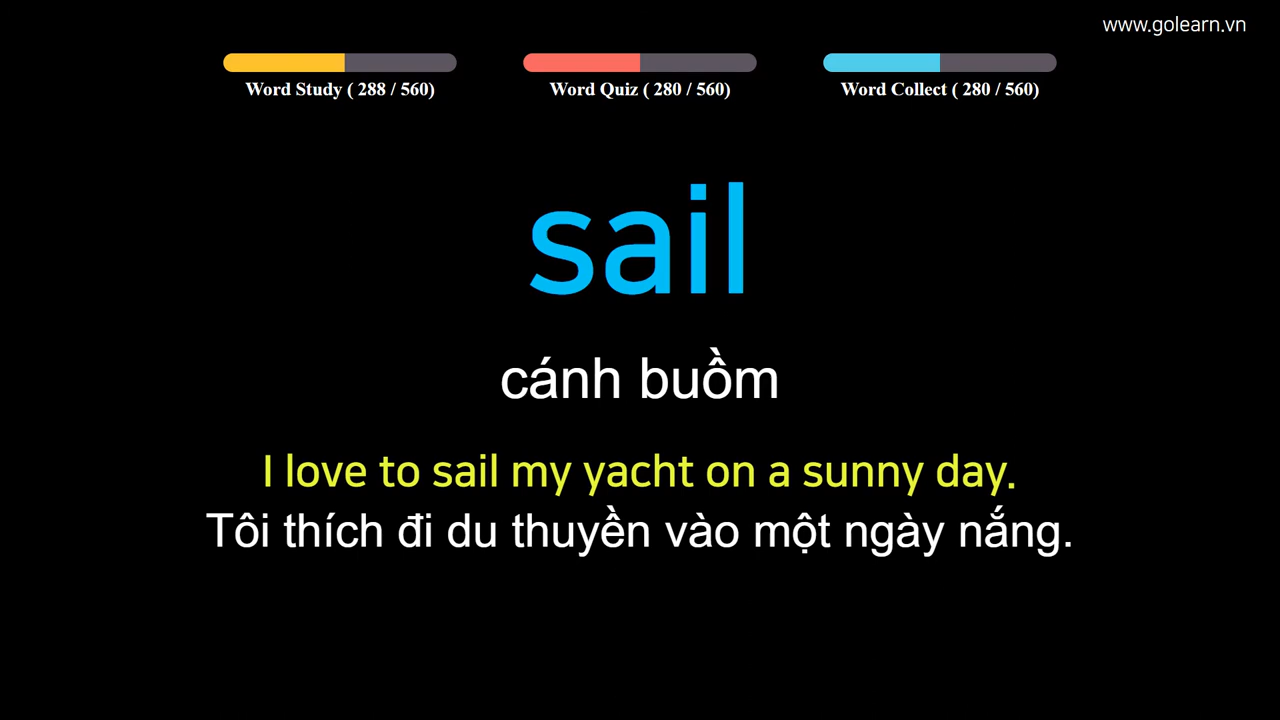 www.golearn.vn
Word Study ( 288 / 560)
Word Quiz ( 280 / 560)
Word Collect ( 280 / 560)
sail
cánh buồm
I love to sail my yacht on a sunny day.
Tôi thích đi du thuyền vào một ngày nắng.